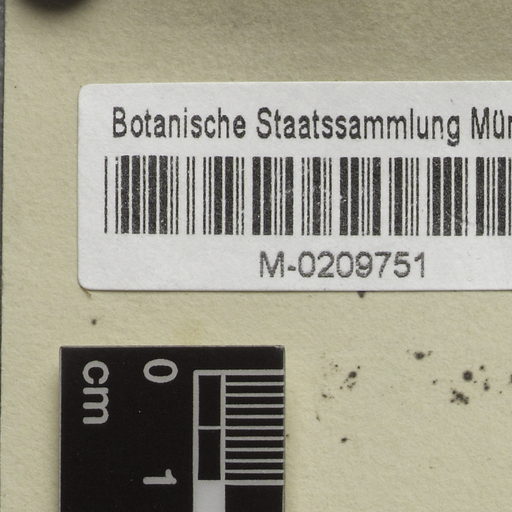 Botanische Staatssammlung Mün
M-0209751
0
cm
1